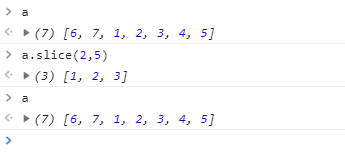 > a
<· ▶ (7) [6, 7, 1, 2, 3, 4, 5]
> a.slice(2,5)
<· ▶ (3) [1, 2, 3]
> a
<· ▶ (7) [6, 7, 1, 2, 3, 4, 5]
>